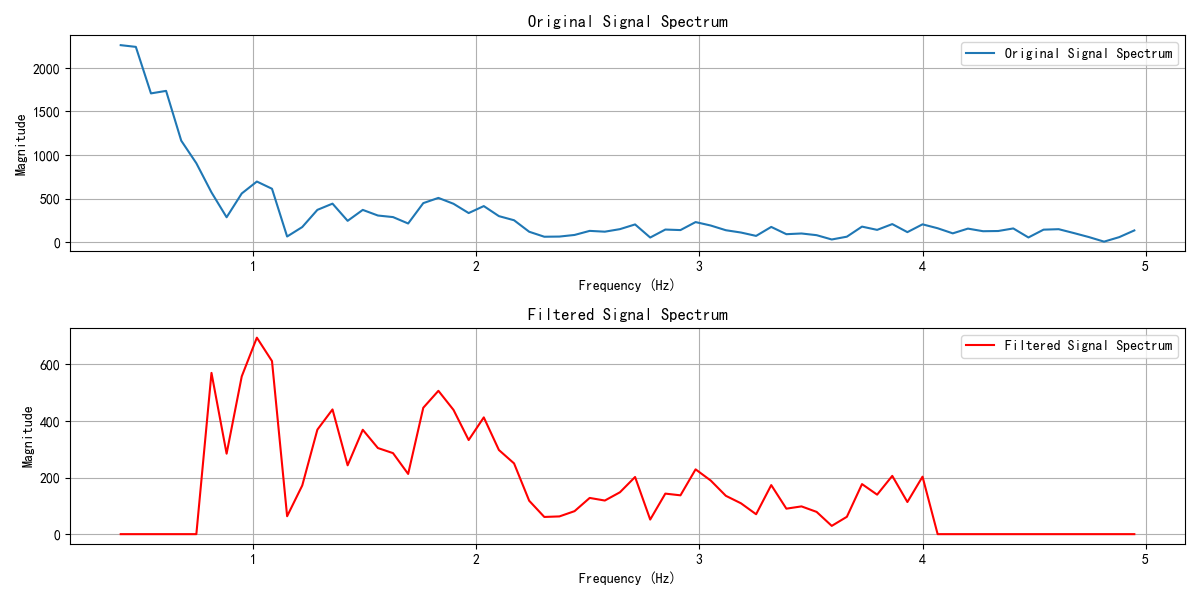 Original Signal Spectrum
Original Signal Spectrum
Magnitude
2000
1500
1000
500
0
1 2 3 4 5
Frequency (Hz)
Filtered Signal Spectrum
Filtered Signal Spectrum
Magnitude
600
400
200
0
1 2 3 4 5
Frequency (Hz)